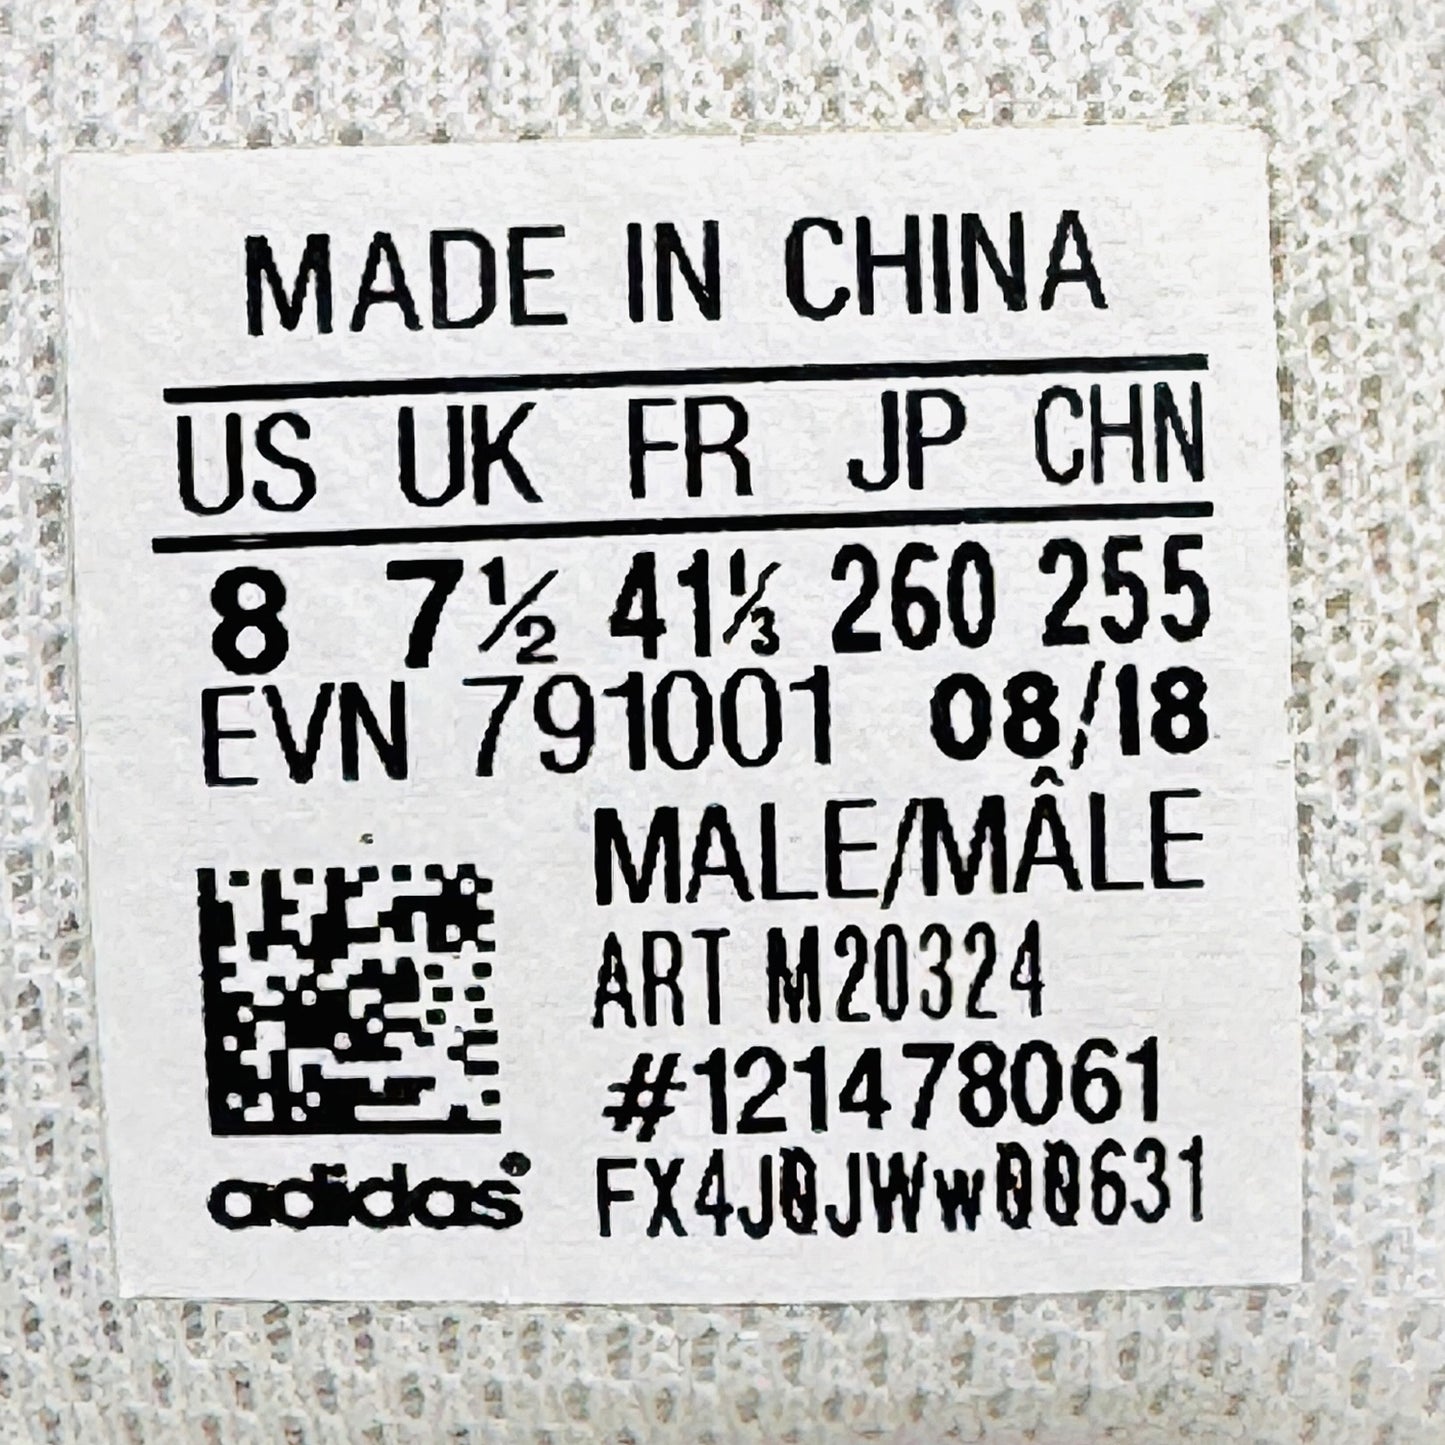 MADE IN CHINA
US UK FR JP CHN
8 7½ 41⅓ 260 255
EVN 791001 08/18
MALE/MÂLE
ART M20324
#121478061
adidas® FX4J0JWw00631